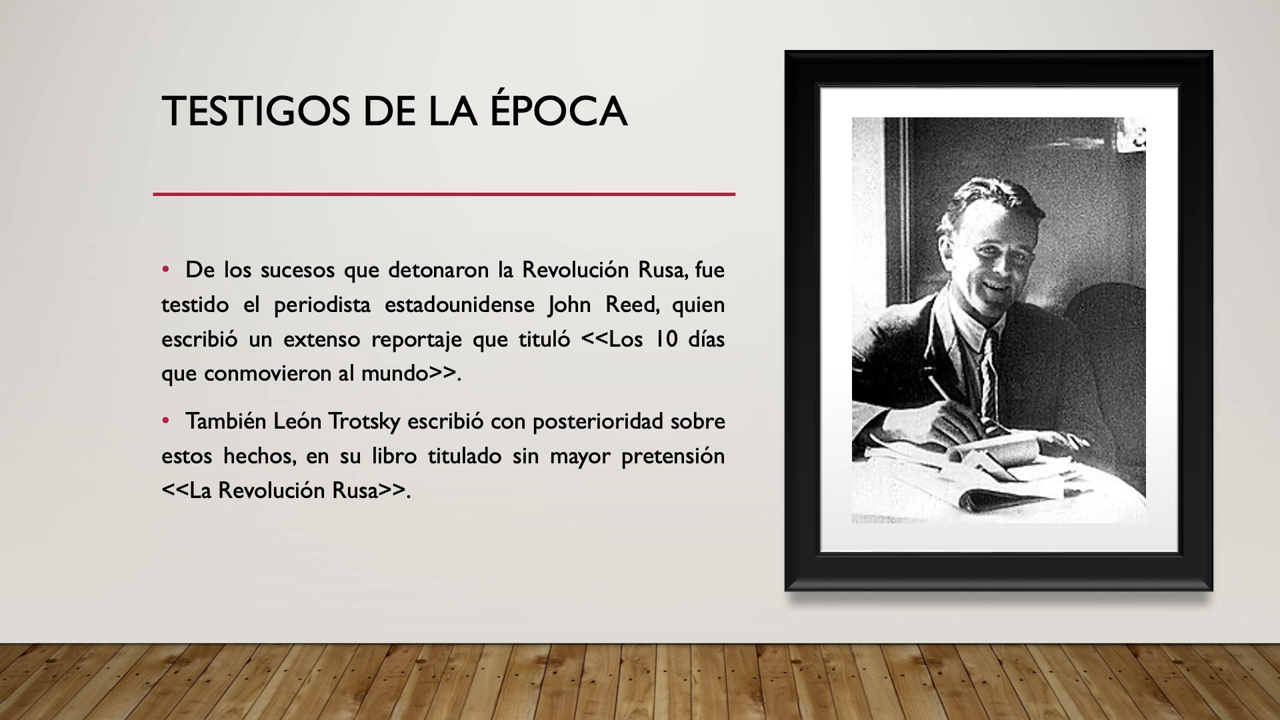 TESTIGOS DE LA ÉPOCA
• De los sucesos que detonaron la Revolución Rusa, fue
testido el periodista estadounidense John Reed, quien
escribió un extenso reportaje que tituló <<Los 10 días
que conmovieron al mundo>>.
• También León Trotsky escribió con posterioridad sobre
estos hechos, en su libro titulado sin mayor pretensión
<<La Revolución Rusa>>.